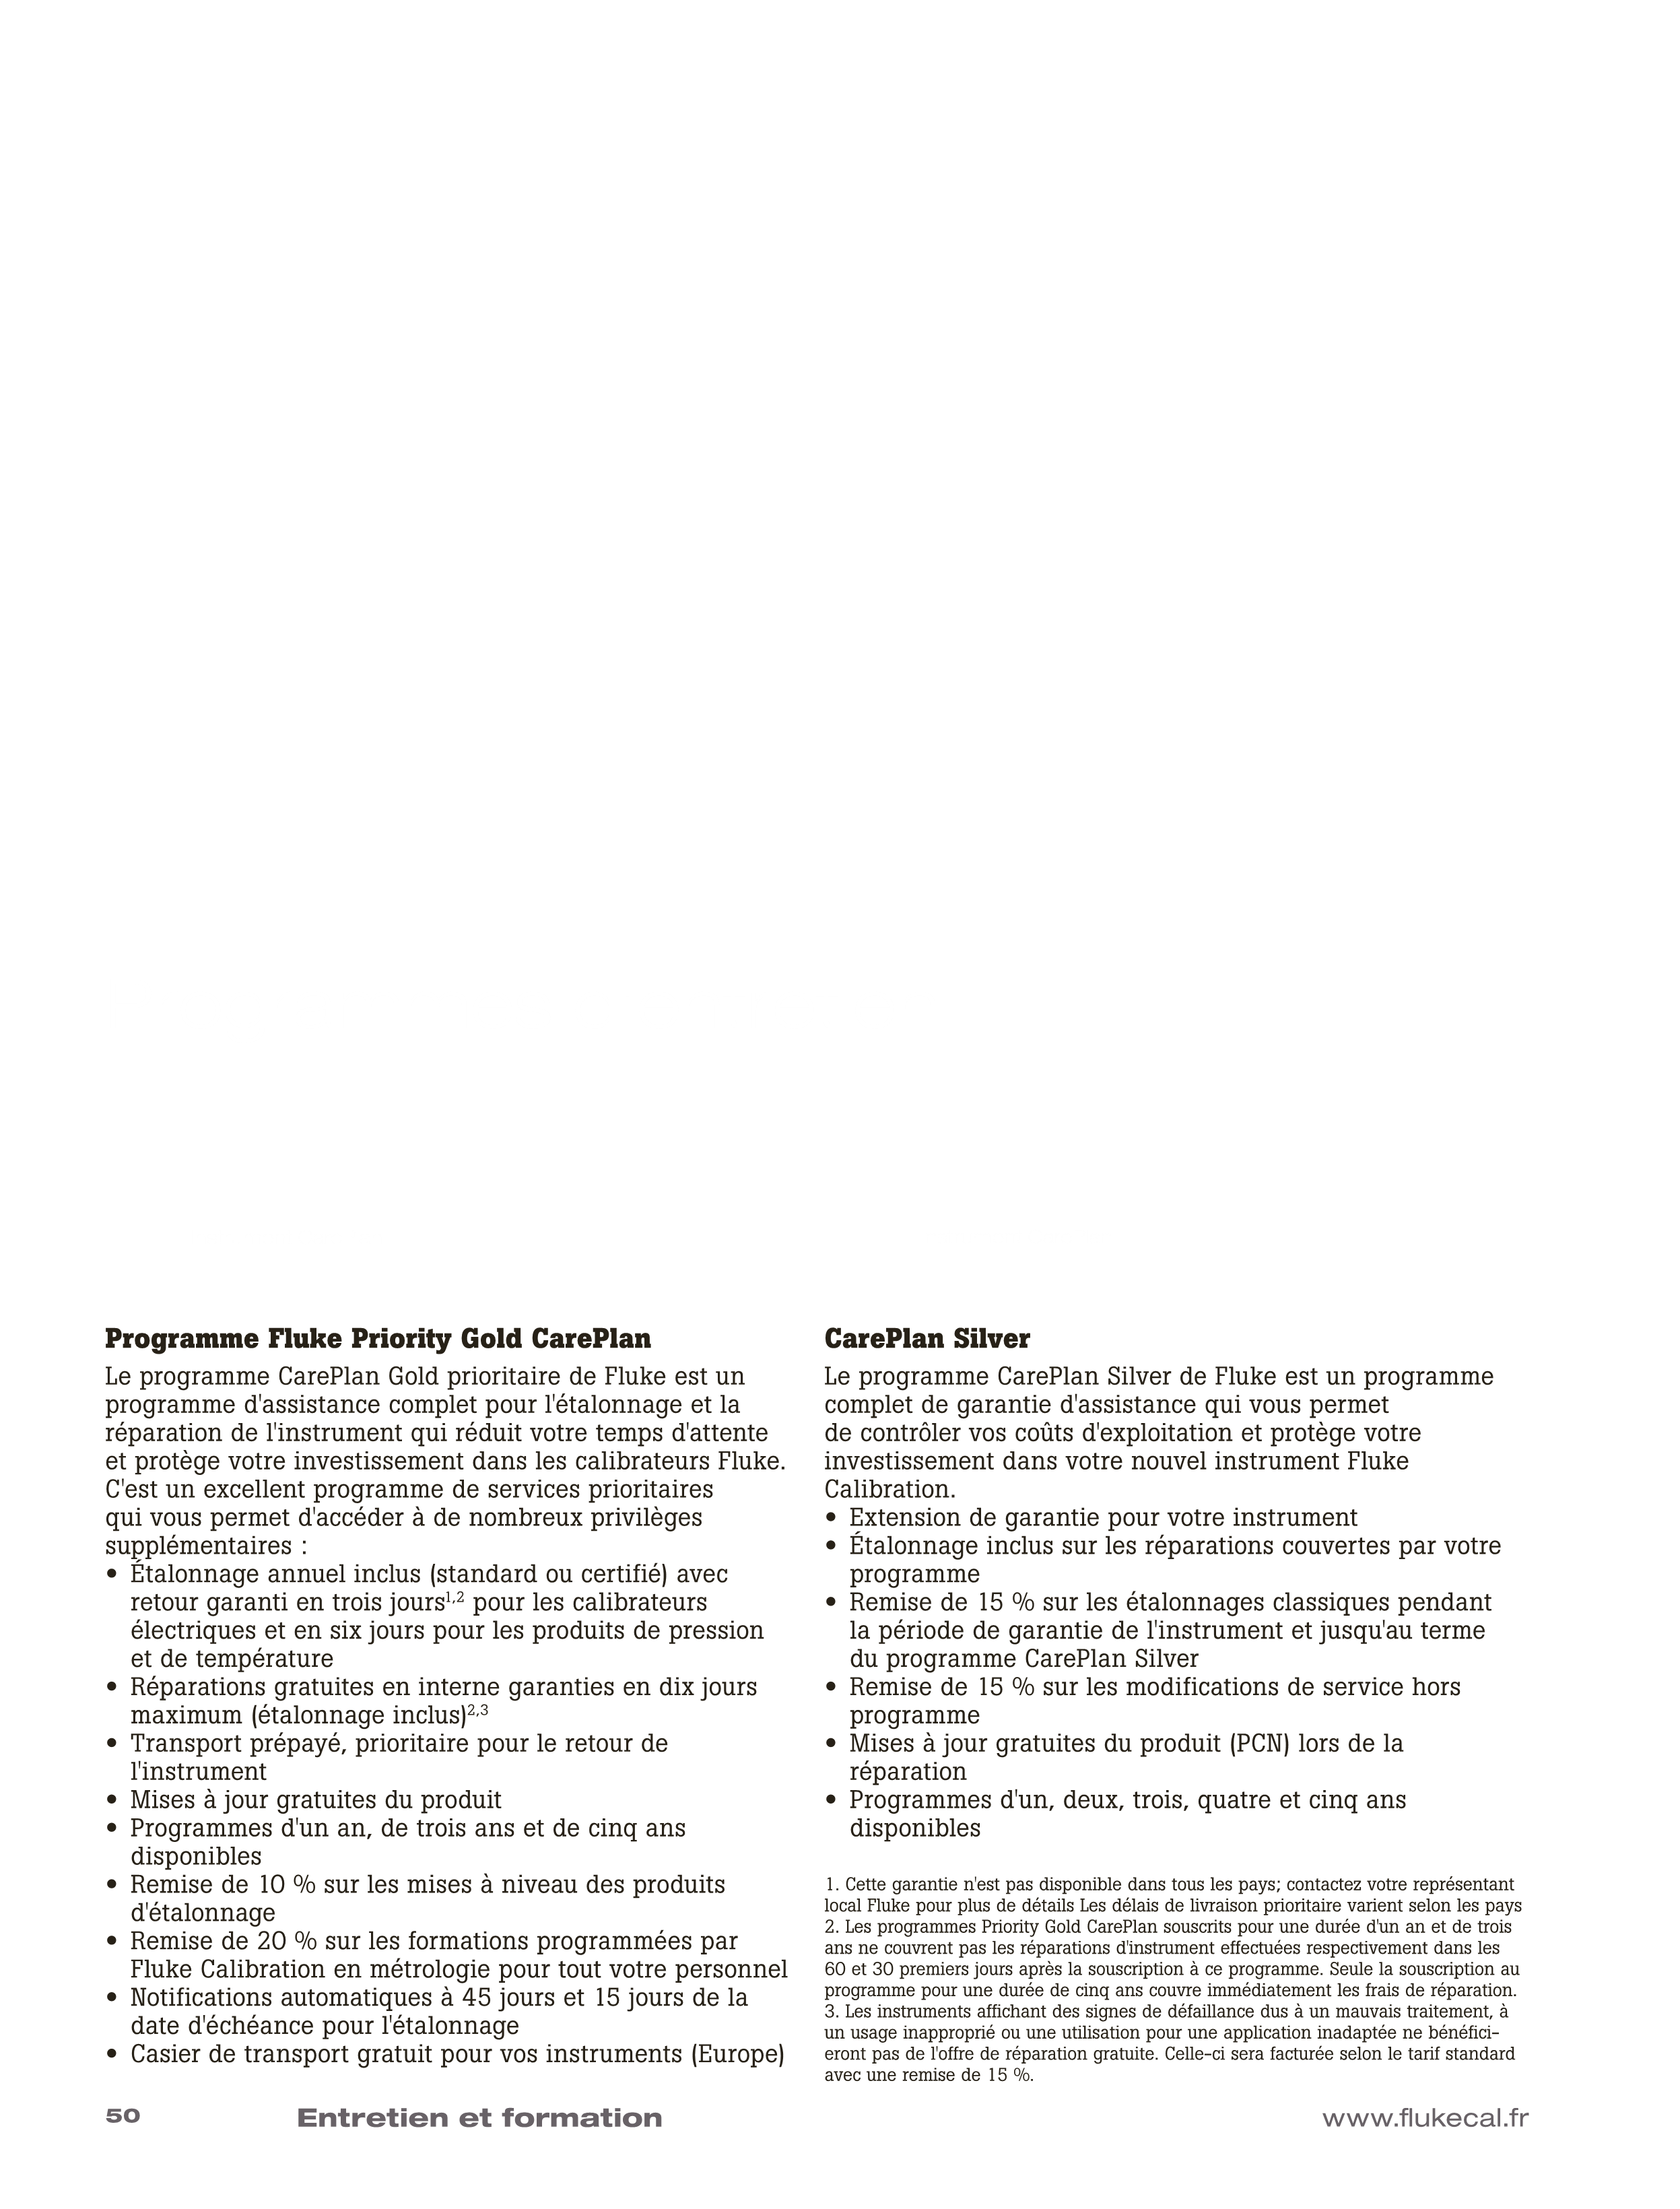 Programme Fluke Priority Gold CarePlan
Le programme CarePlan Gold prioritaire de Fluke est un
programme d'assistance complet pour l'étalonnage et la
réparation de l'instrument qui réduit votre temps d'attente
et protège votre investissement dans les calibrateurs Fluke.
C'est un excellent programme de services prioritaires
qui vous permet d'accéder à de nombreux privilèges
supplémentaires :
• Étalonnage annuel inclus (standard ou certifié) avec
retour garanti en trois jours1,2 pour les calibrateurs
électriques et en six jours pour les produits de pression
et de température
• Réparations gratuites en interne garanties en dix jours
maximum (étalonnage inclus)2,3
• Transport prépayé, prioritaire pour le retour de
l'instrument
• Mises à jour gratuites du produit
• Programmes d'un an, de trois ans et de cinq ans
disponibles
• Remise de 10 % sur les mises à niveau des produits
d'étalonnage
• Remise de 20 % sur les formations programmées par
Fluke Calibration en métrologie pour tout votre personnel
• Notifications automatiques à 45 jours et 15 jours de la
date d'échéance pour l'étalonnage
• Casier de transport gratuit pour vos instruments (Europe)
CarePlan Silver
Le programme CarePlan Silver de Fluke est un programme
complet de garantie d'assistance qui vous permet
de contrôler vos coûts d'exploitation et protège votre
investissement dans votre nouvel instrument Fluke
Calibration.
• Extension de garantie pour votre instrument
• Étalonnage inclus sur les réparations couvertes par votre
programme
• Remise de 15 % sur les étalonnages classiques pendant
la période de garantie de l'instrument et jusqu'au terme
du programme CarePlan Silver
• Remise de 15 % sur les modifications de service hors
programme
• Mises à jour gratuites du produit (PCN) lors de la
réparation
• Programmes d'un, deux, trois, quatre et cinq ans
disponibles
1. Cette garantie n'est pas disponible dans tous les pays; contactez votre représentant
local Fluke pour plus de détails Les délais de livraison prioritaire varient selon les pays
2. Les programmes Priority Gold CarePlan souscrits pour une durée d'un an et de trois
ans ne couvrent pas les réparations d'instrument effectuées respectivement dans les
60 et 30 premiers jours après la souscription à ce programme. Seule la souscription au
programme pour une durée de cinq ans couvre immédiatement les frais de réparation.
3. Les instruments affichant des signes de défaillance dus à un mauvais traitement, à
un usage inapproprié ou une utilisation pour une application inadaptée ne bénéfici-
eront pas de l'offre de réparation gratuite. Celle-ci sera facturée selon le tarif standard
avec une remise de 15 %.
50 Entretien et formation www.flukecal.fr